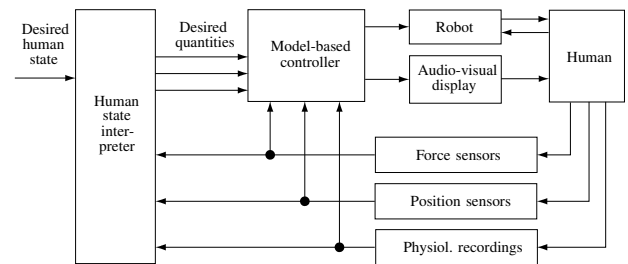 Desired
human
state
Human
state
inter-
preter
Desired
quantities
Model-based
controller
Robot
Audio-visual
display
Human
Force sensors
Position sensors
Physiol. recordings